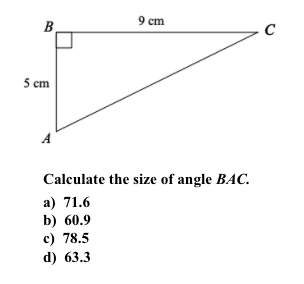 9 cm
B
C
5 cm
A
Calculate the size of angle BAC.
a) 71.6
b) 60.9
c) 78.5
d) 63.3